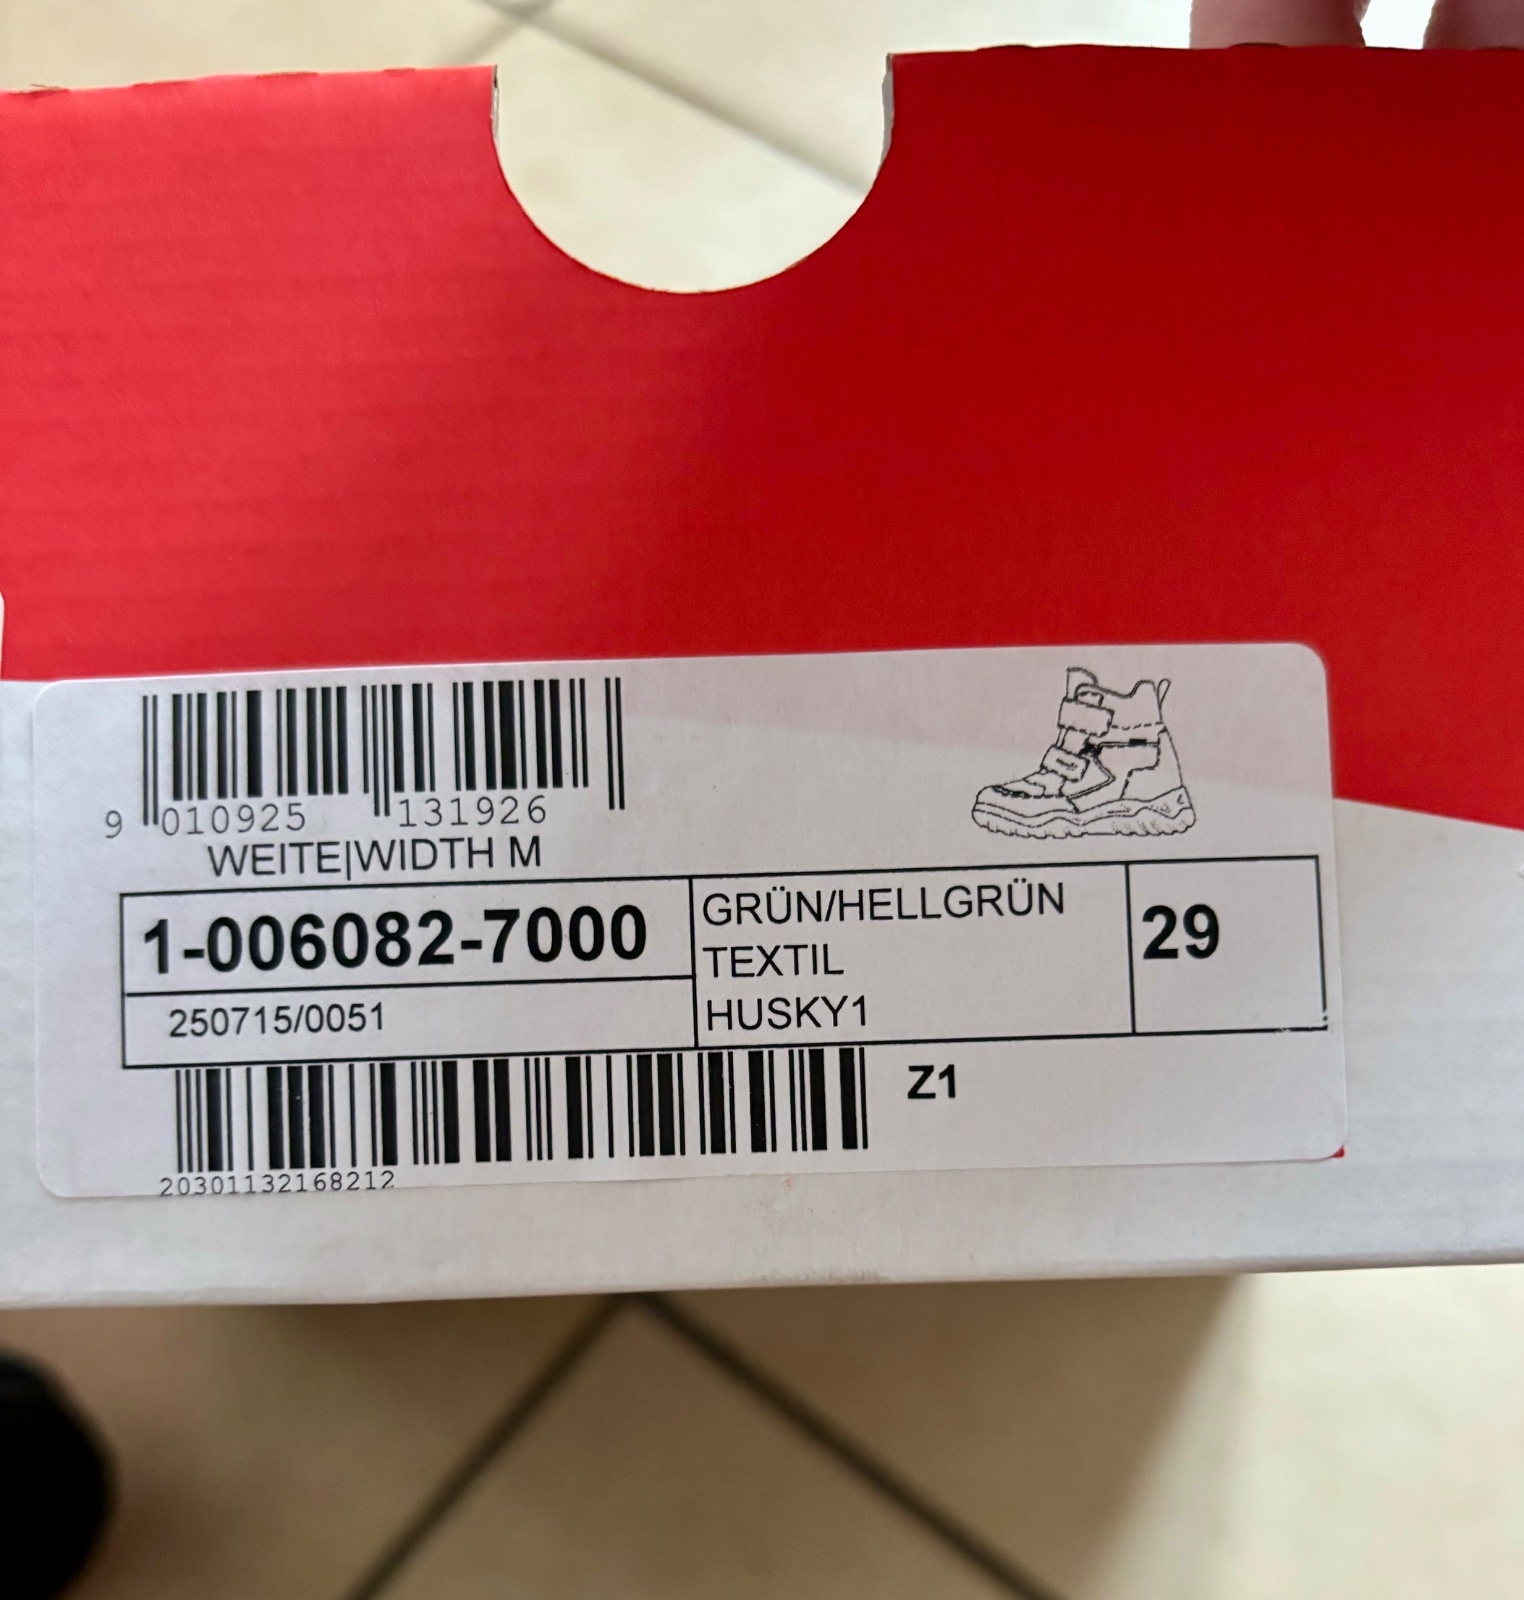 9 010925 131926
WEITE|WIDTH M
1-006082-7000
250715/0051
GRÜN/HELLGRÜN
TEXTIL
HUSKY1
29
Z1
20301132168212